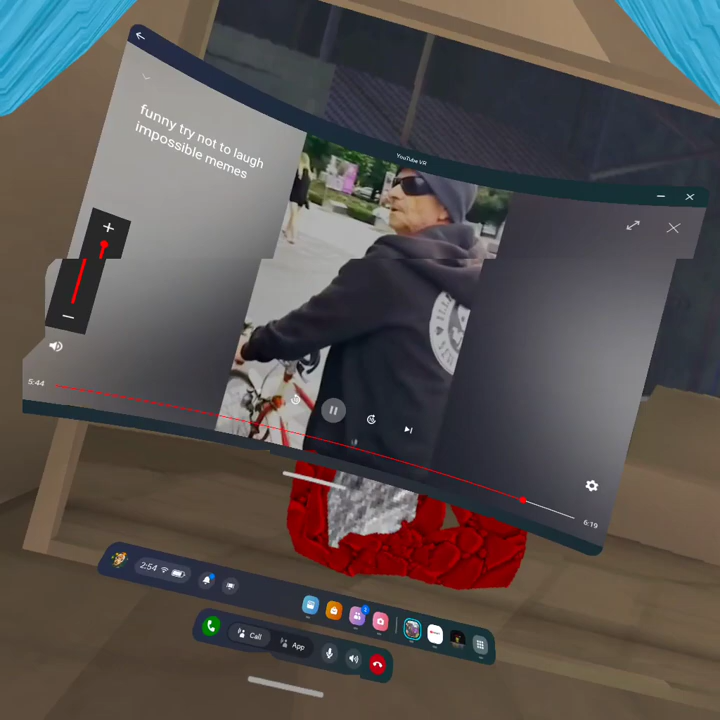 YouTube VR
funny try not to laugh
impossible memes
5:44
6:19
2:54
Call
App